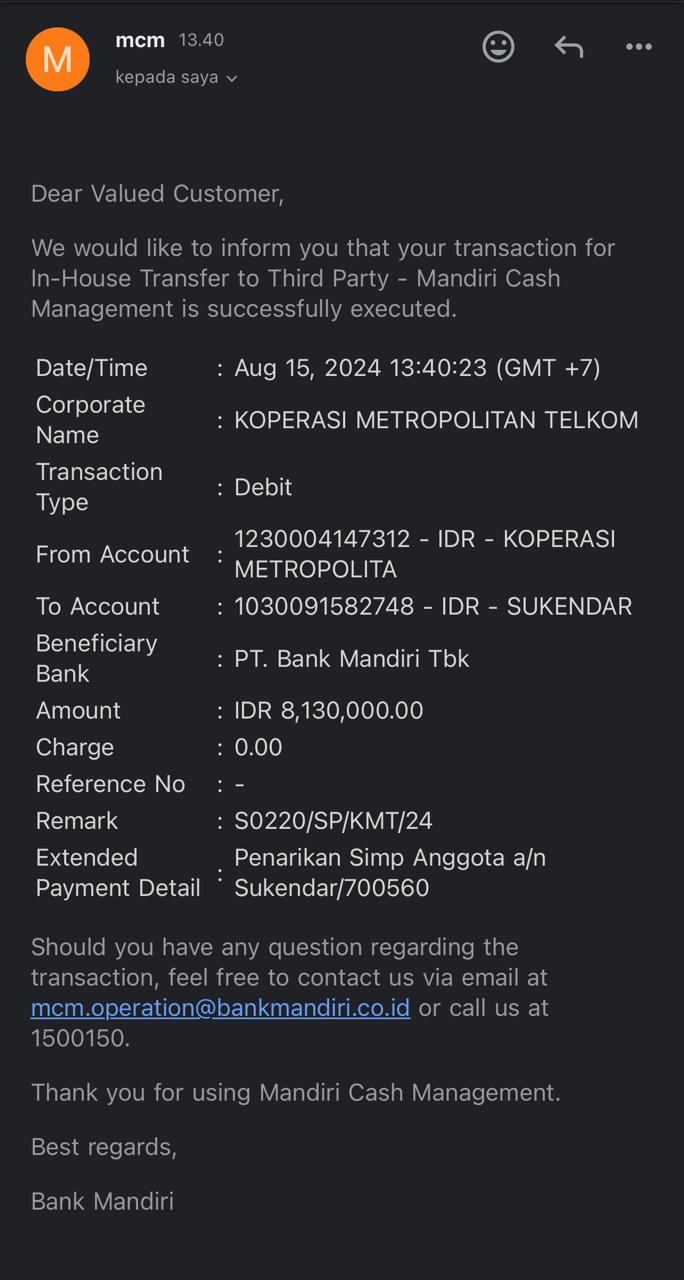 M
mcm 13.40
kepada saya
Dear Valued Customer,
We would like to inform you that your transaction for
In-House Transfer to Third Party - Mandiri Cash
Management is successfully executed.
Date/Time : Aug 15, 2024 13:40:23 (GMT +7)
Corporate
Name : KOPERASI METROPOLITAN TELKOM
Transaction
Type : Debit
From Account : 1230004147312 - IDR - KOPERASI
METROPOLITA
To Account : 1030091582748 - IDR - SUKENDAR
Beneficiary
Bank : PT. Bank Mandiri Tbk
Amount : IDR 8,130,000.00
Charge : 0.00
Reference No : -
Remark : S0220/SP/KMT/24
Extended : Penarikan Simp Anggota a/n
Payment Detail Sukendar/700560
Should you have any question regarding the
transaction, feel free to contact us via email at
mcm.operation@bankmandiri.co.id or call us at
1500150.
Thank you for using Mandiri Cash Management.
Best regards,
Bank Mandiri